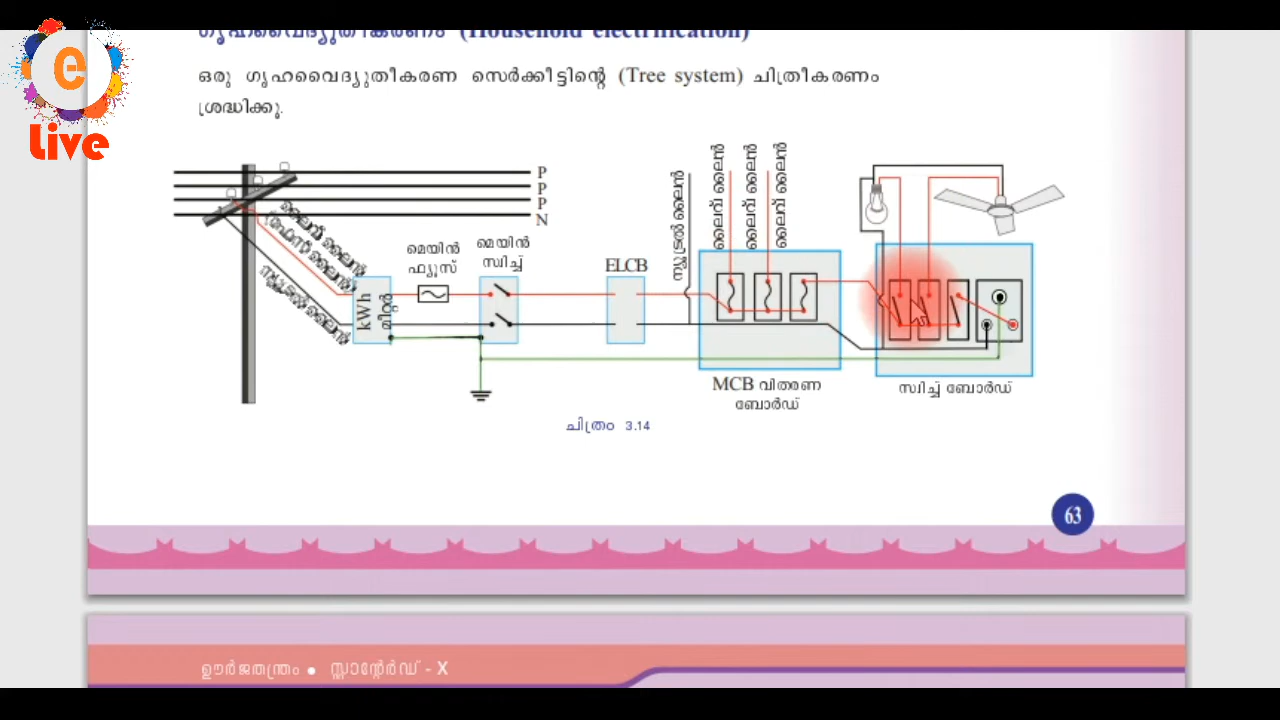 e
Live
ഗൃഹവൈദ്യുതീകരണം (Household electrification)
ഒരു ഗൃഹവൈദ്യുതീകരണ സെർക്കീട്ടിന്റെ (Tree system) ചിത്രീകരണം
ശ്രദ്ധിക്കൂ.
P
P
P
N
ലൈവ് ലൈൻ
(ഫേസ് ലൈൻ)
ന്യൂട്രൽ ലൈൻ
kWh
മീറ്റർ
മെയിൻ
ഫ്യൂസ്
മെയിൻ
സ്വിച്ച്
ELCB
ന്യൂട്രൽ ലൈൻ
ലൈവ് ലൈൻ
ലൈവ് ലൈൻ
ലൈവ് ലൈൻ
MCB വിതരണ
ബോർഡ്
സ്വിച്ച് ബോർഡ്
ചിത്രം 3.14
63
ഊർജതന്ത്രം • സ്റ്റാന്റേർഡ് - X